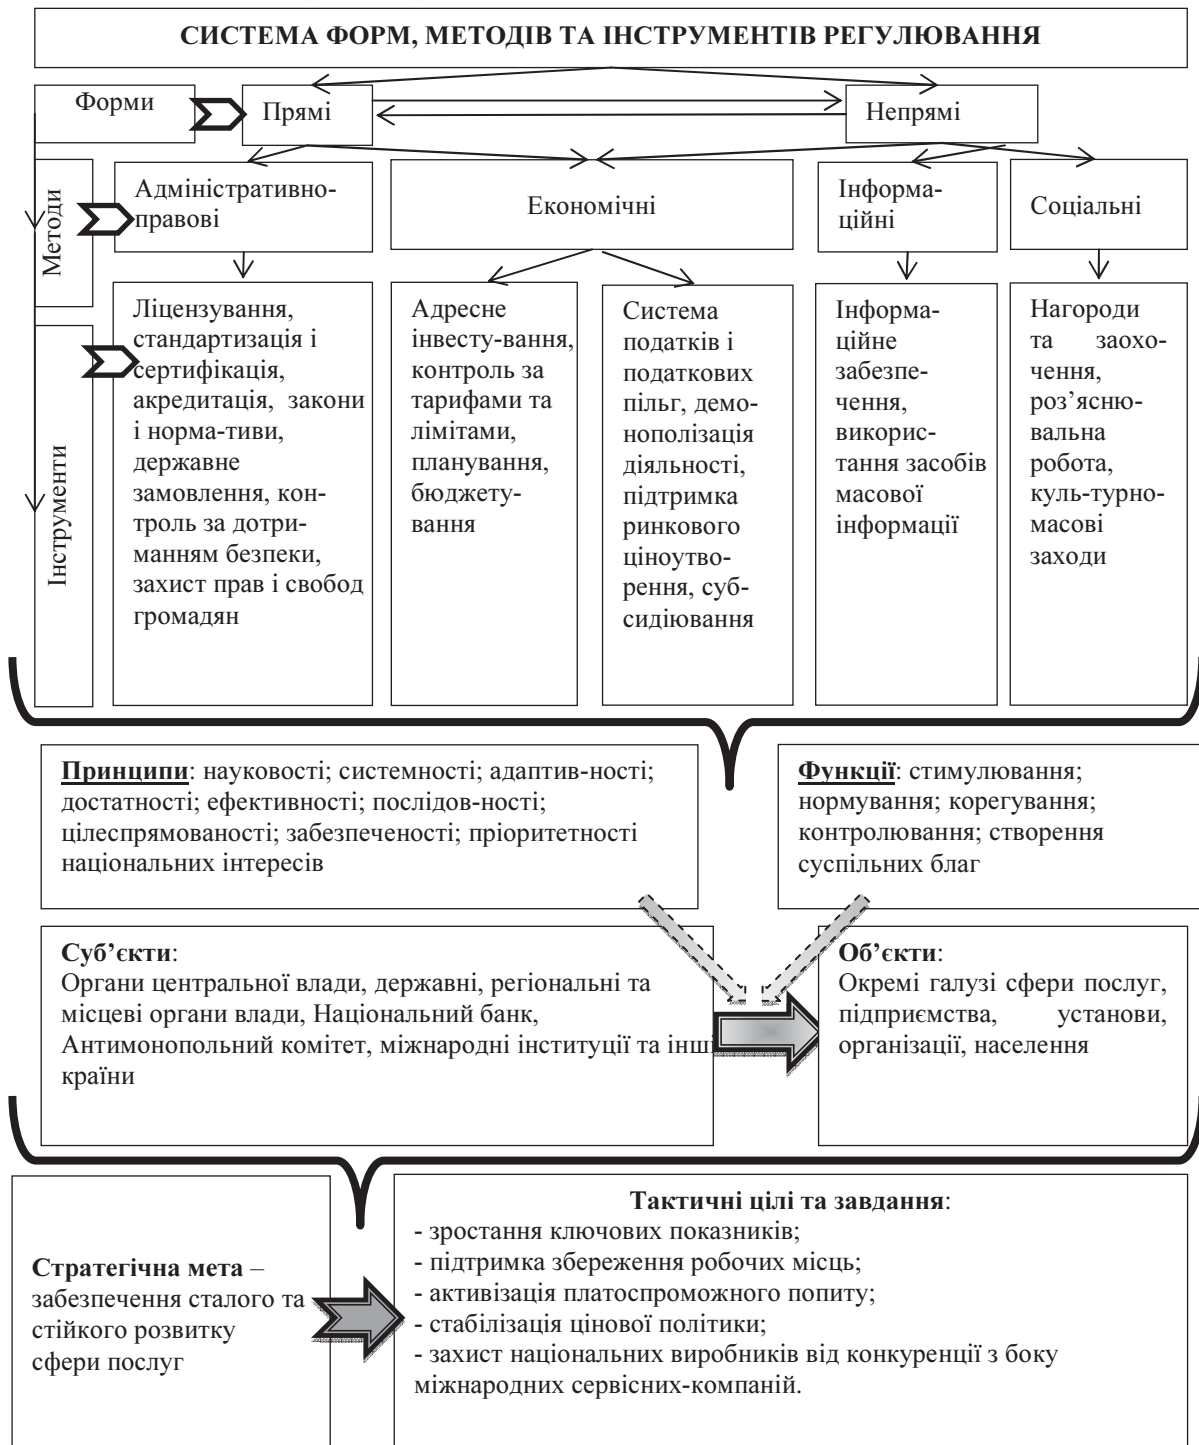 СИСТЕМА ФОРМ, МЕТОДІВ ТА ІНСТРУМЕНТІВ РЕГУЛЮВАННЯ
Форми
Прямі
Непрямі
Методи
Адміністративно-
правові
Економічні
Інформа-
ційні
Соціальні
Інструменти
Ліцензування,
стандартизація і
сертифікація,
акредитація, закони
і норма-тиви,
державне
замовлення, кон-
троль за дотри-
манням безпеки,
захист прав і свобод
громадян
Адресне
інвесту-вання,
контроль за
тарифами та
лімітами,
планування,
бюджету-
вання
Система
податків і
податкових
пільг, демо-
нополізація
діяльності,
підтримка
ринкового
ціноутво-
рення, суб-
сидіювання
Інформа-
ційне
забезпе-
чення,
викорис-
тання засобів
масової
інформації
Нагороди
та заохо-
чення,
роз’ясню-
вальна
робота,
куль-турно-
масові
заходи
Принципи: науковості; системності; адаптив-ності;
достатності; ефективності; послідов-ності;
цілеспрямованості; забезпеченості; пріоритетності
національних інтересів
Функції: стимулювання;
нормування; корегування;
контролювання; створення
суспільних благ
Суб’єкти:
Органи центральної влади, державні, регіональні та
місцеві органи влади, Національний банк,
Антимонопольний комітет, міжнародні інституції та інші
країни
Об’єкти:
Окремі галузі сфери послуг,
підприємства, установи,
організації, населення
Стратегічна мета –
забезпечення сталого та
стійкого розвитку
сфери послуг
Тактичні цілі та завдання:
- зростання ключових показників;
- підтримка збереження робочих місць;
- активізація платоспроможного попиту;
- стабілізація цінової політики;
- захист національних виробників від конкуренції з боку
міжнародних сервісних-компаній.